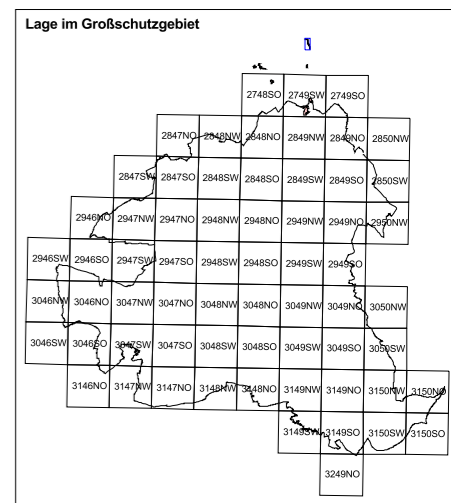 Lage im Großschutzgebiet
2748SO 2749SW 2749SO
2847NO 2848NW 2848NO 2849NW 2849NO 2850NW
2847SW 2847SO 2848SW 2848SO 2849SW 2849SO 2850SW
2946NO 2947NW 2947NO 2948NW 2948NO 2949NW 2949NO 2950NW
2946SW 2946SO 2947SW 2947SO 2948SW 2948SO 2949SW 2949SO
3046NW 3046NO 3047NW 3047NO 3048NW 3048NO 3049NW 3049NO 3050NW
3046SW 3046SO 3047SW 3047SO 3048SW 3048SO 3049SW 3049SO 3050SW
3146NO 3147NW 3147NO 3148NW 3148NO 3149NW 3149NO 3150NW 3150NO
3149SW 3149SO 3150SW 3150SO
3249NO